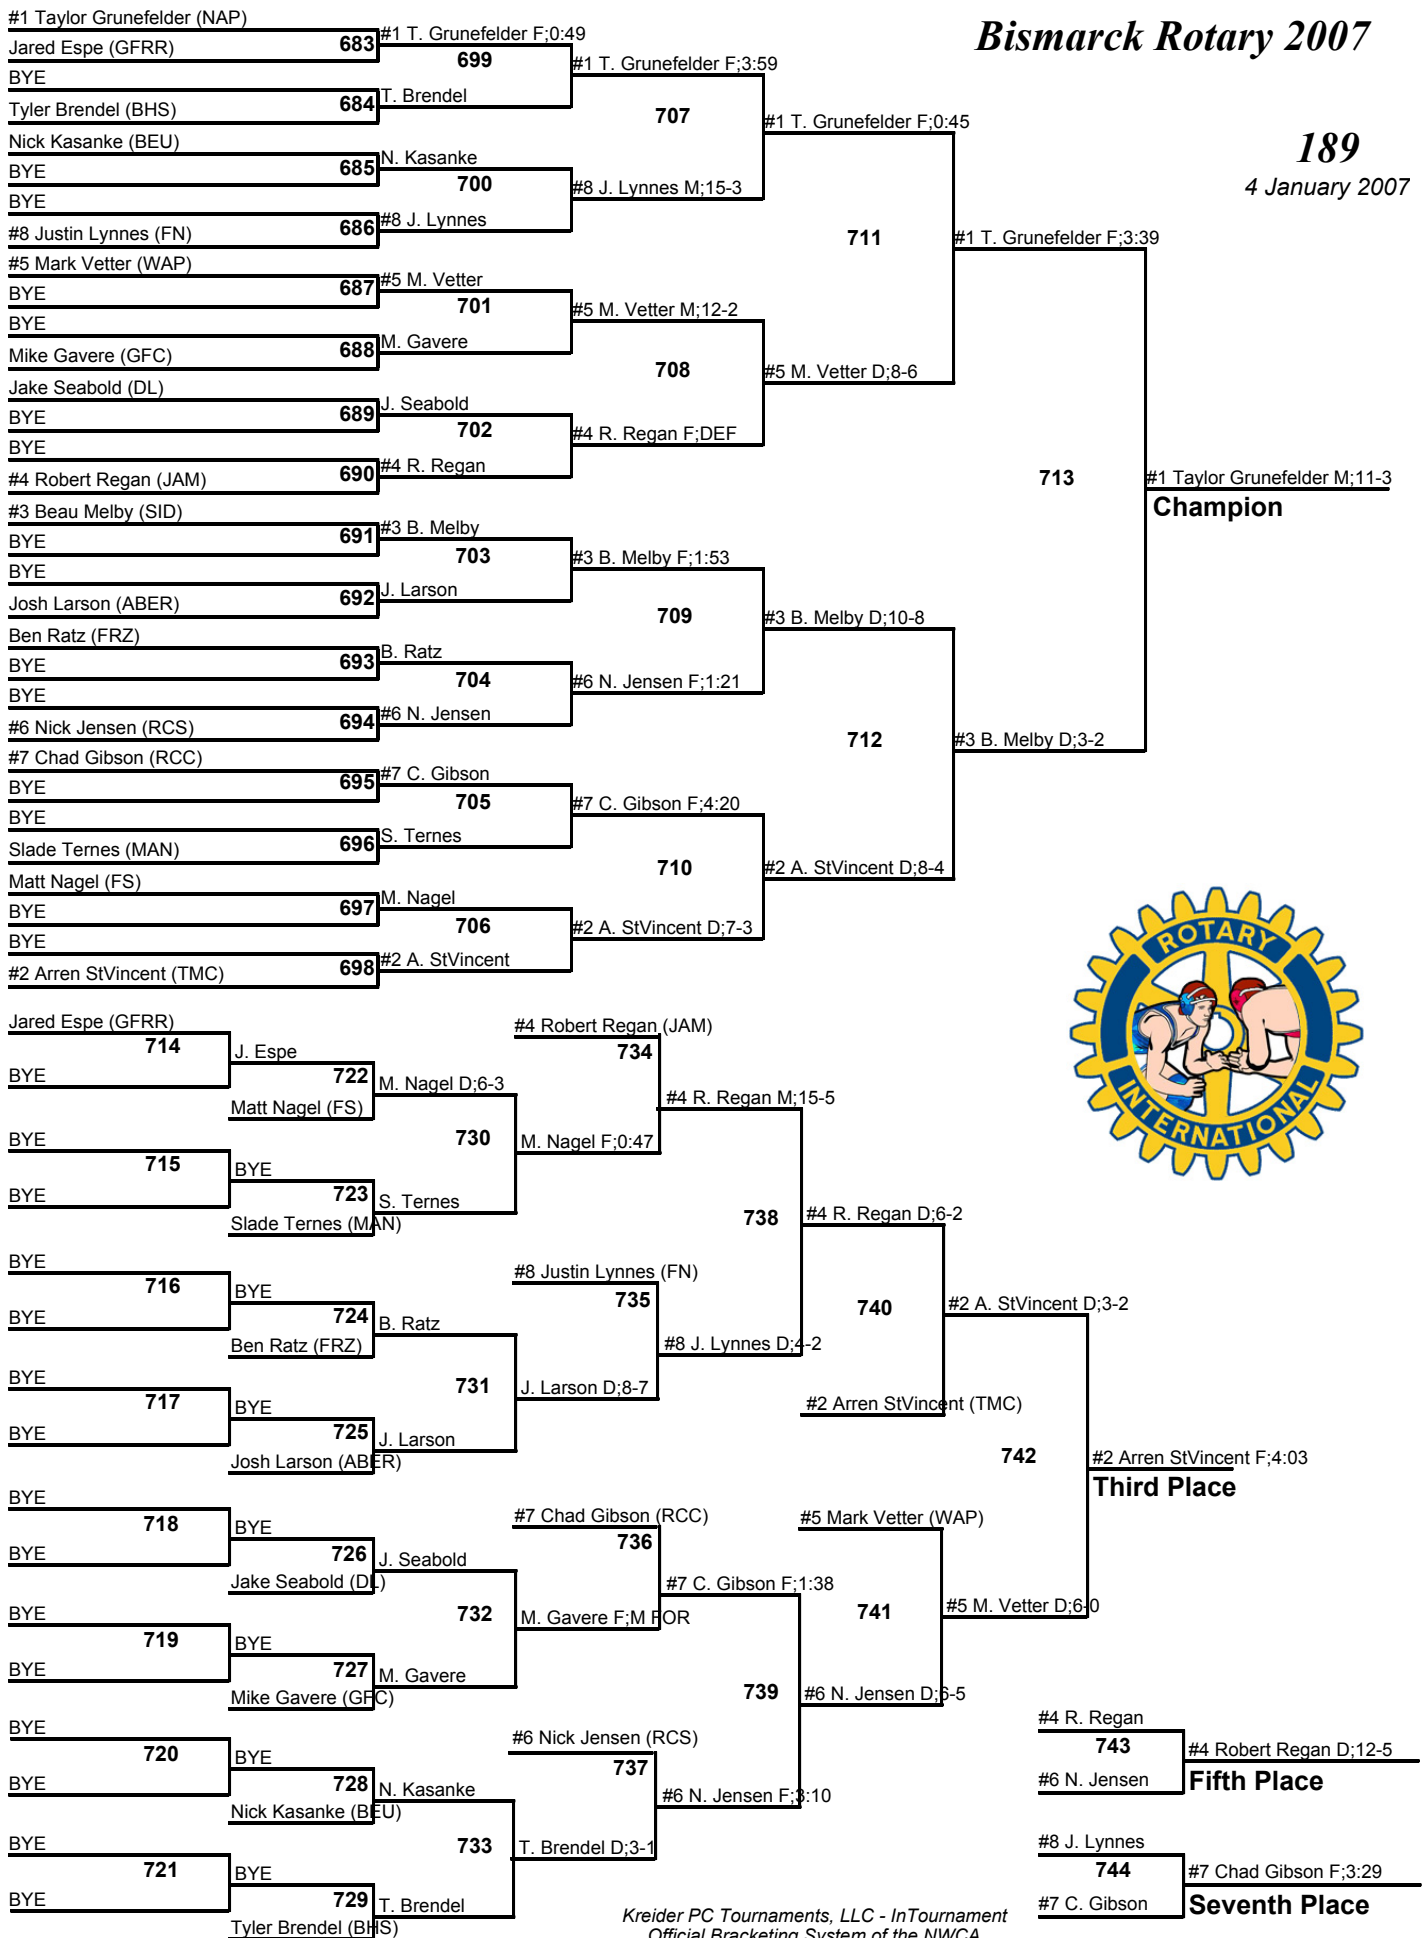 Bismarck Rotary 2007
189
4 January 2007
#1 Taylor Grunefelder (NAP)
Jared Espe (GFRR)
BYE
Tyler Brendel (BHS)
Nick Kasanke (BEU)
BYE
BYE
#8 Justin Lynnes (FN)
#5 Mark Vetter (WAP)
BYE
BYE
Mike Gavere (GFC)
Jake Seabold (DL)
BYE
BYE
#4 Robert Regan (JAM)
#3 Beau Melby (SID)
BYE
BYE
Josh Larson (ABER)
Ben Ratz (FRZ)
BYE
BYE
#6 Nick Jensen (RCS)
#7 Chad Gibson (RCC)
BYE
BYE
Slade Ternes (MAN)
Matt Nagel (FS)
BYE
BYE
#2 Arren StVincent (TMC)
683
684
685
686
687
688
689
690
691
692
693
694
695
696
697
698
#1 T. Grunefelder F;0:49
699
T. Brendel
N. Kasanke
700
#8 J. Lynnes
#5 M. Vetter
701
M. Gavere
J. Seabold
702
#4 R. Regan
#3 B. Melby
703
J. Larson
B. Ratz
704
#6 N. Jensen
#7 C. Gibson
705
S. Ternes
M. Nagel
706
#2 A. StVincent
#1 T. Grunefelder F;3:59
707
#8 J. Lynnes M;15-3
#5 M. Vetter M;12-2
708
#4 R. Regan F;DEF
#3 B. Melby F;1:53
709
#6 N. Jensen F;1:21
#7 C. Gibson F;4:20
710
#2 A. StVincent D;7-3
#1 T. Grunefelder F;0:45
711
#5 M. Vetter D;8-6
#3 B. Melby D;10-8
712
#2 A. StVincent D;8-4
#1 T. Grunefelder F;3:39
713
#3 B. Melby D;3-2
#1 Taylor Grunefelder M;11-3
Champion
ROTARY
INTERNATIONAL
Jared Espe (GFRR)
714
BYE
BYE
715
BYE
BYE
716
BYE
BYE
717
BYE
BYE
718
BYE
BYE
719
BYE
BYE
720
BYE
BYE
721
BYE
J. Espe
722
Matt Nagel (FS)
BYE
723
Slade Ternes (MAN)
BYE
724
Ben Ratz (FRZ)
BYE
725
Josh Larson (ABER)
BYE
726
Jake Seabold (DL)
BYE
727
Mike Gavere (GFC)
BYE
728
Nick Kasanke (BEU)
BYE
729
Tyler Brendel (BHS)
M. Nagel D;6-3
730
S. Ternes
B. Ratz
731
J. Larson
J. Seabold
732
M. Gavere
N. Kasanke
733
T. Brendel
#4 Robert Regan (JAM)
734
M. Nagel F;0:47
#8 Justin Lynnes (FN)
735
J. Larson D;8-7
#7 Chad Gibson (RCC)
736
M. Gavere F;M FOR
#6 Nick Jensen (RCS)
737
T. Brendel D;3-1
#4 R. Regan M;15-5
738
#8 J. Lynnes D;4-2
#7 C. Gibson F;1:38
739
#6 N. Jensen F;3:10
#4 R. Regan D;6-2
740
#2 Arren StVincent (TMC)
#5 Mark Vetter (WAP)
741
#6 N. Jensen D;6-5
#2 A. StVincent D;3-2
742
#5 M. Vetter D;6-0
#2 Arren StVincent F;4:03
Third Place
#4 R. Regan
743
#6 N. Jensen
#4 Robert Regan D;12-5
Fifth Place
#8 J. Lynnes
744
#7 C. Gibson
#7 Chad Gibson F;3:29
Seventh Place
Kreider PC Tournaments, LLC - InTournament
Official Bracketing System of the NWCA